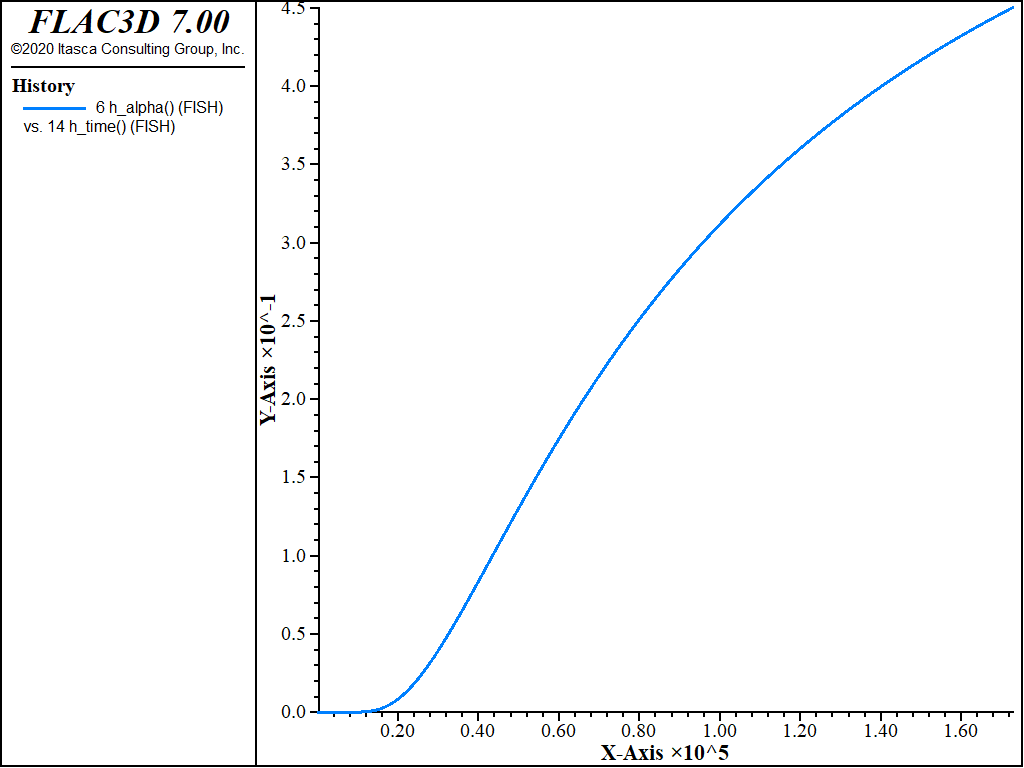 FLAC3D 7.00
©2020 Itasca Consulting Group, Inc.
History
6 h_alpha() (FISH)
vs. 14 h_time() (FISH)
4.5
4.0
3.5
3.0
2.5
2.0
1.5
1.0
0.5
0.0
Y-Axis ×10^-1
0.20 0.40 0.60 0.80 1.00 1.20 1.40 1.60
X-Axis ×10^5